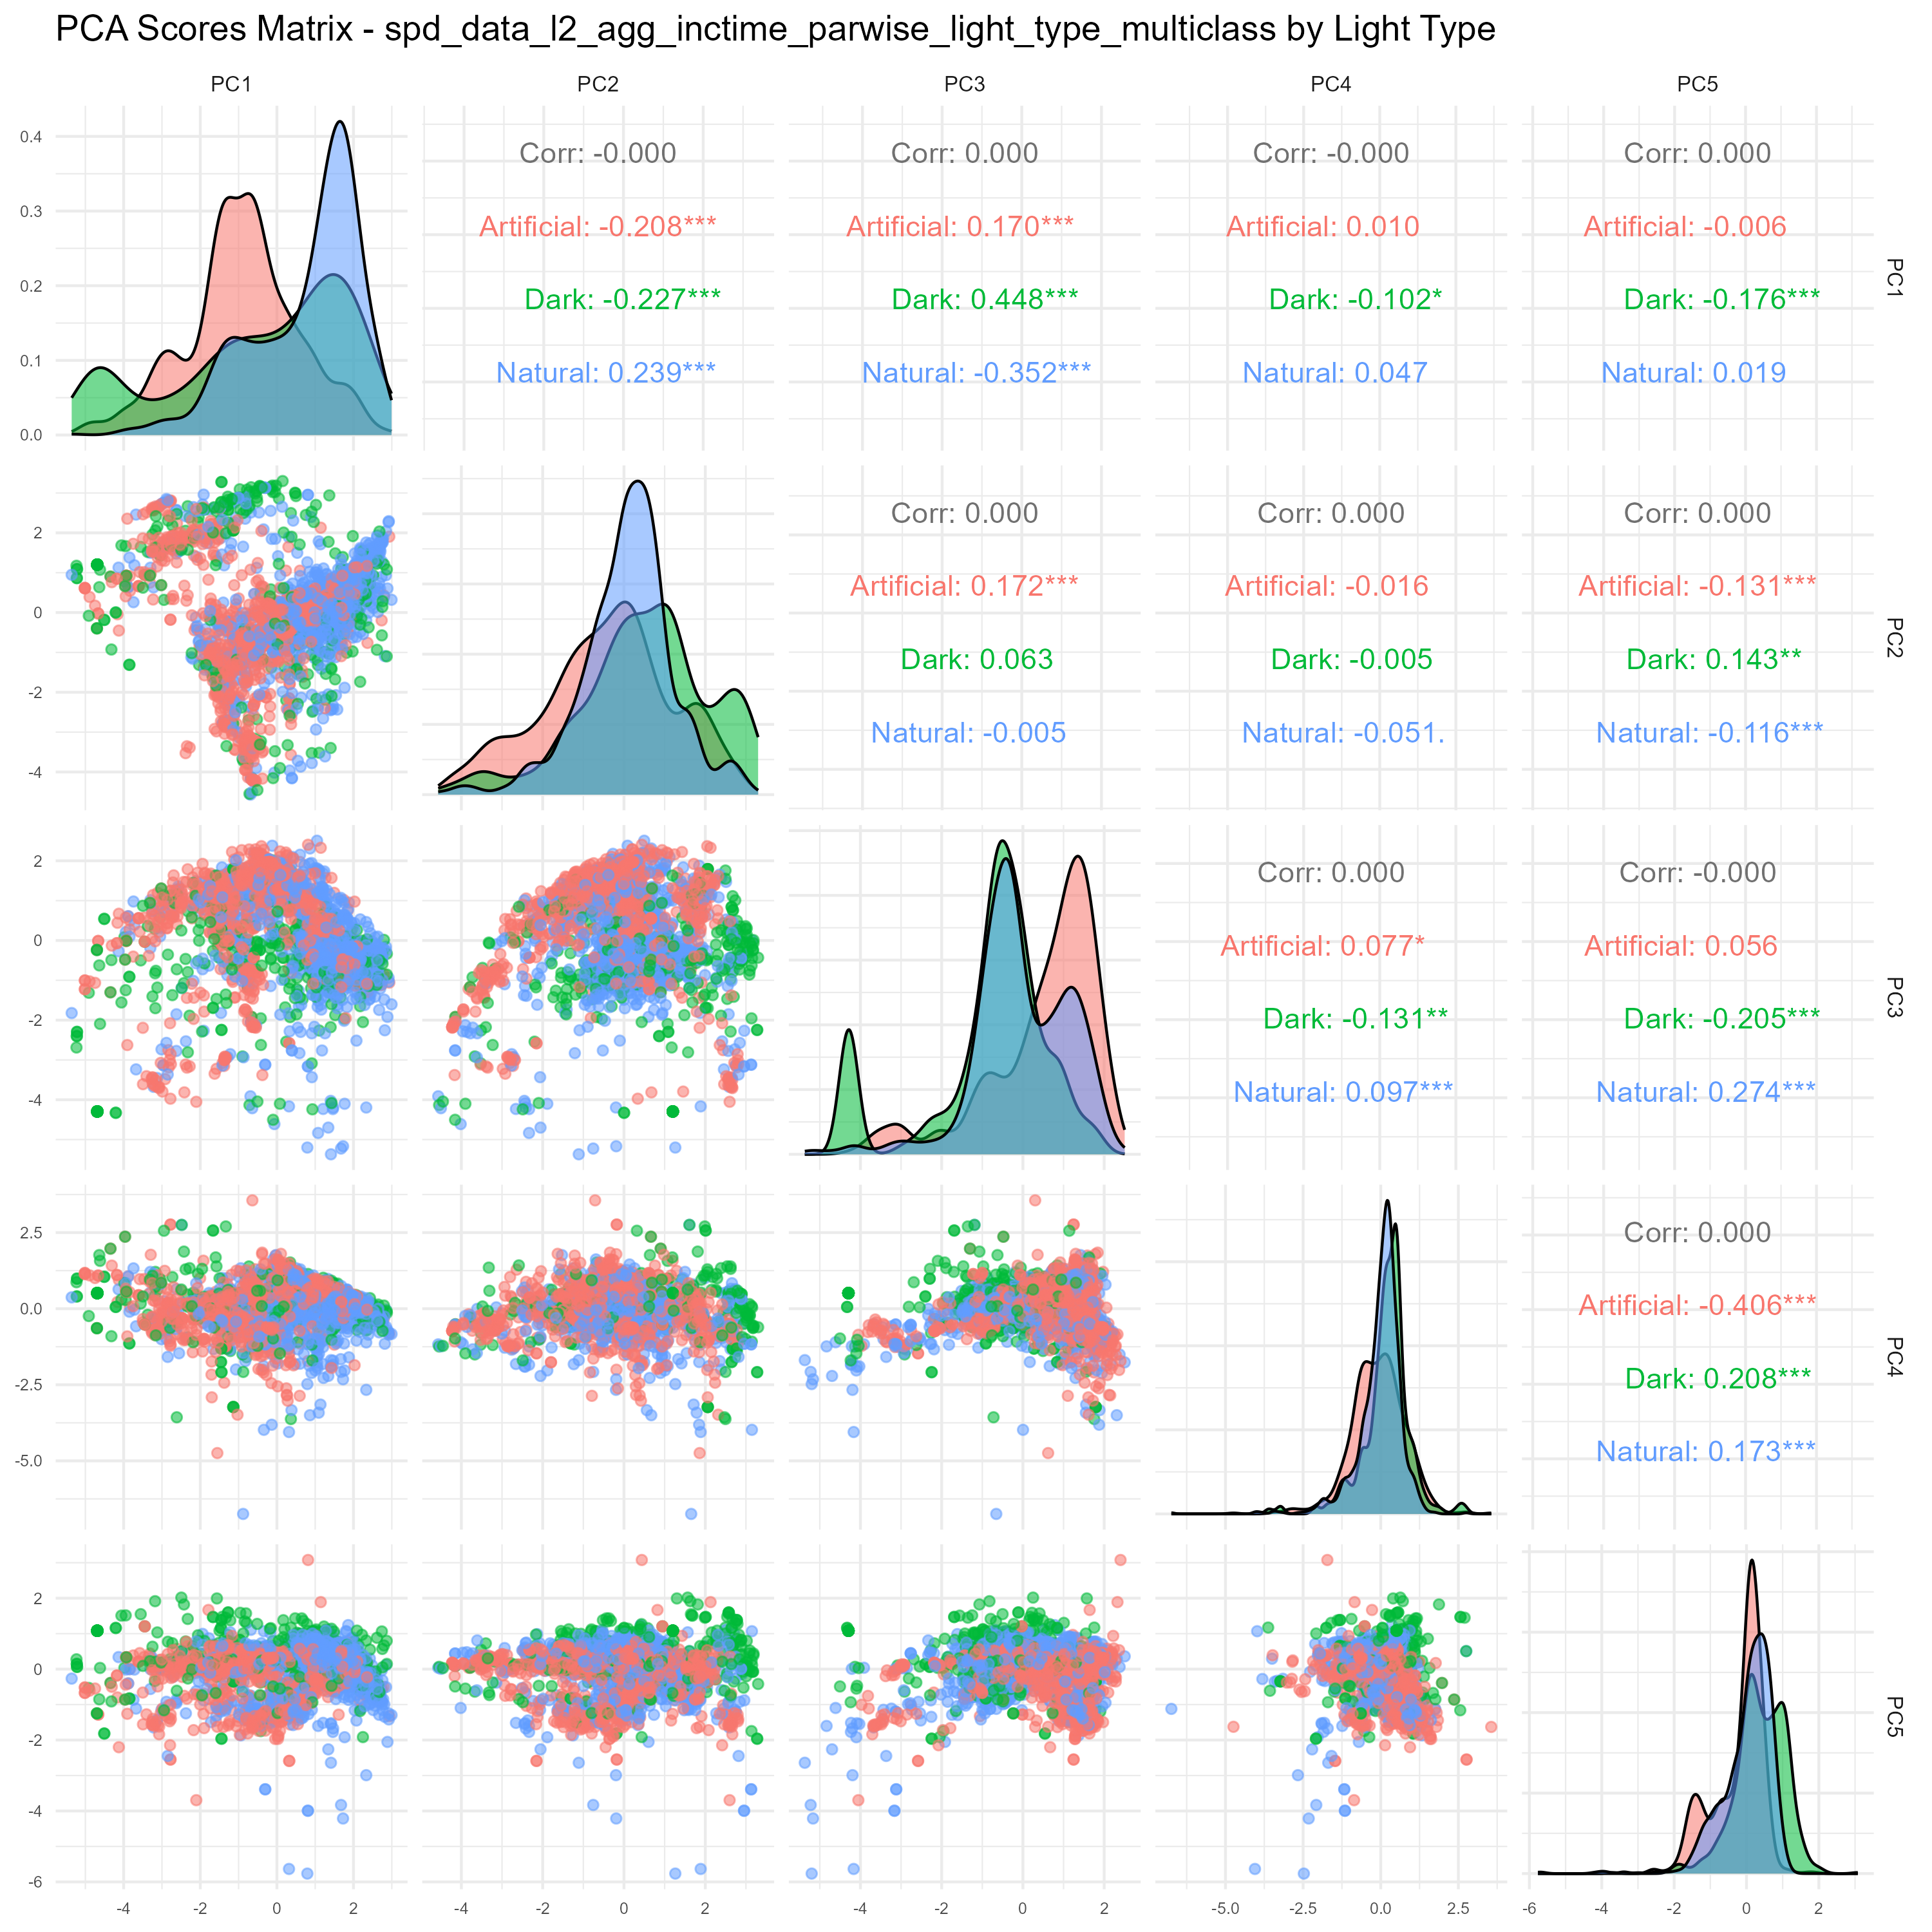 PCA Scores Matrix - spd_data_l2_agg_inctime_parwise_light_type_multiclass by Light Type
PC1 PC2 PC3 PC4 PC5
0.4
0.3
0.2
0.1
0.0
Corr: -0.000
Artificial: -0.208***
Dark: -0.227***
Natural: 0.239***
Corr: 0.000
Artificial: 0.170***
Dark: 0.448***
Natural: -0.352***
Corr: -0.000
Artificial: 0.010
Dark: -0.102*
Natural: 0.047
Corr: 0.000
Artificial: -0.006
Dark: -0.176***
Natural: 0.019
PC1
2
0
-2
-4
Corr: 0.000
Artificial: 0.172***
Dark: 0.063
Natural: -0.005
Corr: 0.000
Artificial: -0.016
Dark: -0.005
Natural: -0.051.
Corr: 0.000
Artificial: -0.131***
Dark: 0.143**
Natural: -0.116***
PC2
2
0
-2
-4
Corr: 0.000
Artificial: 0.077*
Dark: -0.131**
Natural: 0.097***
Corr: -0.000
Artificial: 0.056
Dark: -0.205***
Natural: 0.274***
PC3
2.5
0.0
-2.5
-5.0
Corr: 0.000
Artificial: -0.406***
Dark: 0.208***
Natural: 0.173***
PC4
2
0
-2
-4
-6
PC5
-4 -2 0 2
-4 -2 0 2
-4 -2 0 2
-5.0 -2.5 0.0 2.5
-6 -4 -2 0 2